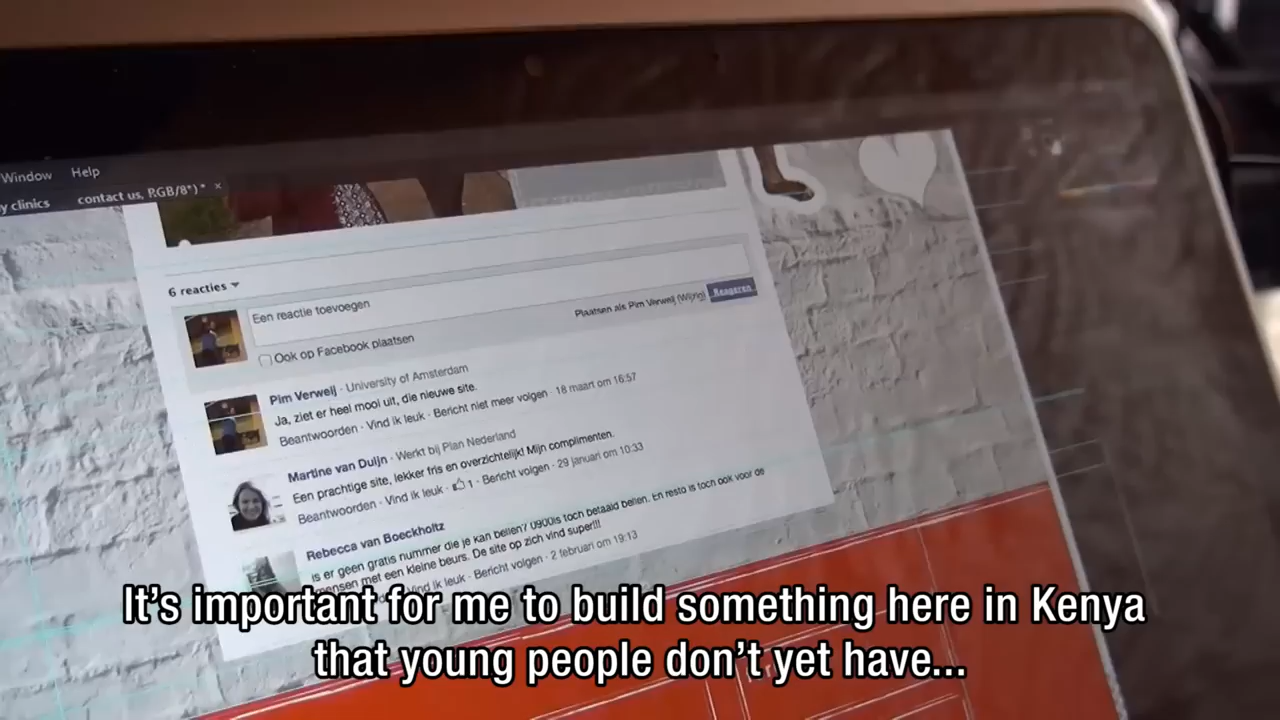 Window Help
y clinics contact us, RGB/8*) * ×
6 reacties
Een reactie toevoegen
Ook op Facebook plaatsen
Plaatsen als Pim Verweij (Wijzig) Reageren
Pim Verweij · University of Amsterdam
Ja, ziet er heel mooi uit, die nieuwe site.
Beantwoorden · Vind ik leuk · Bericht niet meer volgen · 18 maart om 16:57
Martine van Duijn · Werkt bij Plan Nederland
Een prachtige site, lekker fris en overzichtelijk! Mijn complimenten.
Beantwoorden · Vind ik leuk · 1 · Bericht volgen · 29 januari om 10:33
Rebecca van Boeckholtz
is er geen gratis nummer die je kan bellen? 0900is toch betaald bellen. En resto is toch ook voor de
mensen met een kleine beurs. De site op zich vind super!!!
Vind ik leuk · Bericht volgen · 2 februari om 19:13
It's important for me to build something here in Kenya
that young people don't yet have...